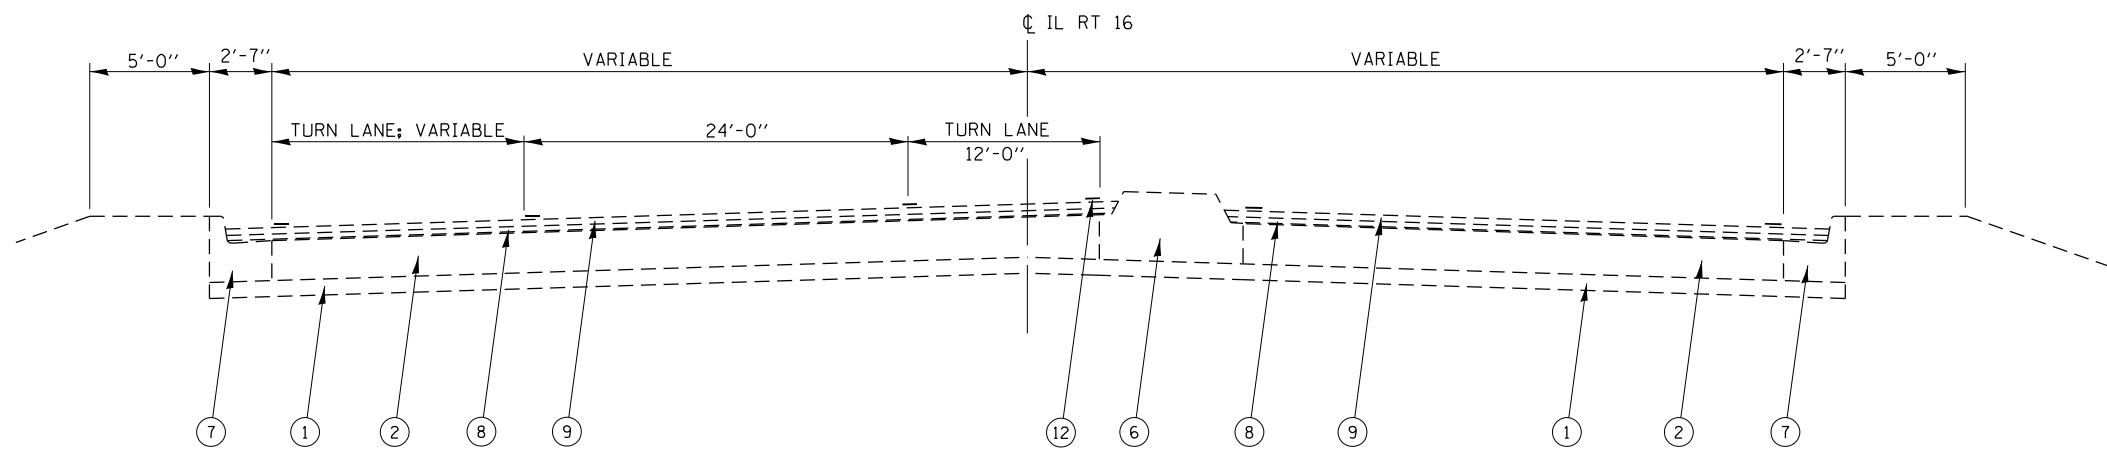 ℄ IL RT 16
5'-0'' 2'-7'' VARIABLE VARIABLE 2'-7'' 5'-0''
TURN LANE; VARIABLE 24'-0'' TURN LANE
12'-0''
7 1 2 8 9 12 6 8 9 1 2 7